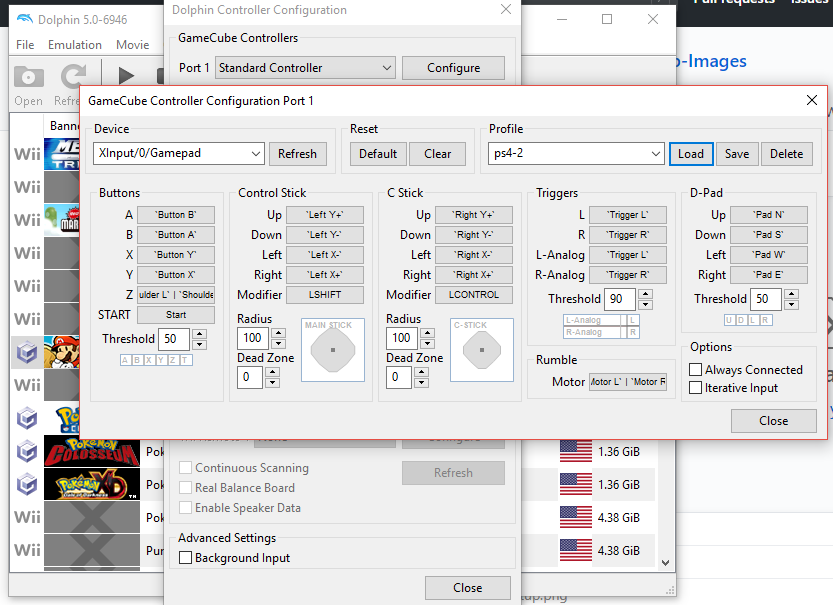 Dolphin 5.0-6946
Dolphin Controller Configuration
Pull requests Issues
File Emulation Movie
GameCube Controllers
Port 1 Standard Controller Configure
-Images
Open Refre
GameCube Controller Configuration Port 1
Banne
Device Reset Profile
XInput/0/Gamepad Refresh Default Clear ps4-2 Load Save Delete
Buttons Control Stick C Stick Triggers D-Pad
A `Button B` Up `Left Y+` Up `Right Y+` L `Trigger L` Up `Pad N`
B `Button A` Down `Left Y-` Down `Right Y-` R `Trigger R` Down `Pad S`
X `Button Y` Left `Left X-` Left `Right X-` L-Analog `Trigger L` Left `Pad W`
Y `Button X` Right `Left X+` Right `Right X+` R-Analog `Trigger R` Right `Pad E`
Z ulder L` | `Shoulde Modifier LSHIFT Modifier LCONTROL Threshold 90 Threshold 50
START Start Radius Radius L-Analog L U D L R
Threshold 50 100 MAIN STICK 100 C-STICK R-Analog R
A B X Y Z T Dead Zone Dead Zone Rumble Options
0 0 Motor Motor L` | `Motor R Always Connected
Iterative Input
Close
Wii
Wii
Wii
Wii
Wii
Wii
Wii
Configure
POKéMON COLOSSEUM Pok 1.36 GiB
Continuous Scanning Refresh
Real Balance Board
POKéMON XD Pok 1.36 GiB
Enable Speaker Data
Wii Pok 4.38 GiB
Advanced Settings
Wii Pur Background Input 4.38 GiB
Close
up.png